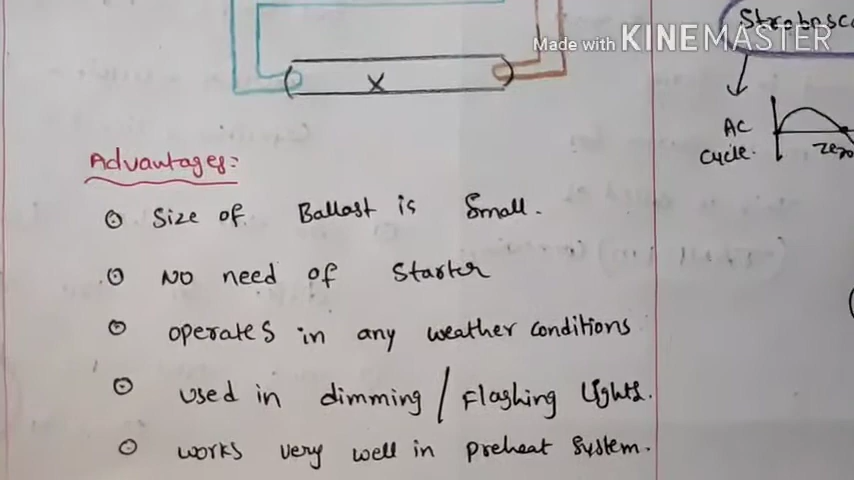 Made with KINEMASTER
Advantages:
Size of Ballast is Small.
No need of Starter
operates in any weather conditions
used in dimming / Flashing Lights.
works very well in preheat System.
AC
Cycle.
Zero